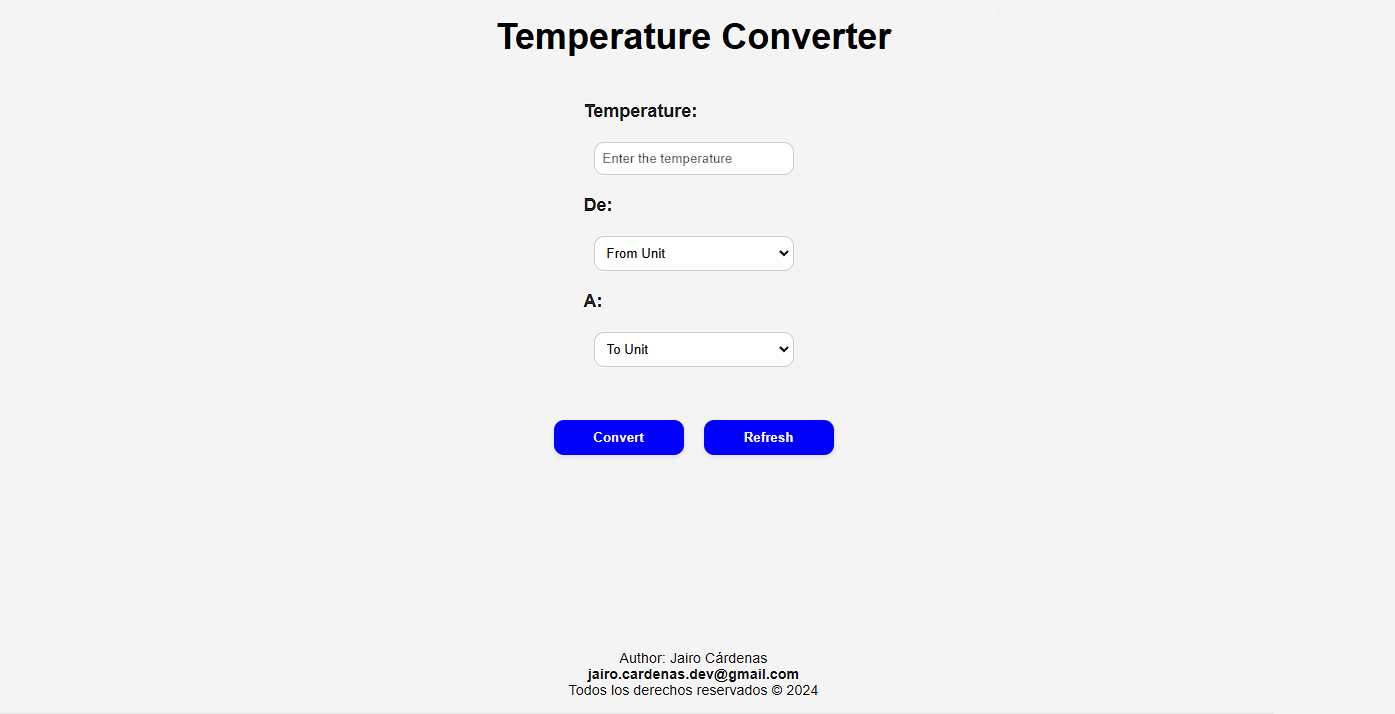 Temperature Converter
Temperature:
Enter the temperature
De:
From Unit
A:
To Unit
Convert Refresh
Author: Jairo Cárdenas
jairo.cardenas.dev@gmail.com
Todos los derechos reservados © 2024